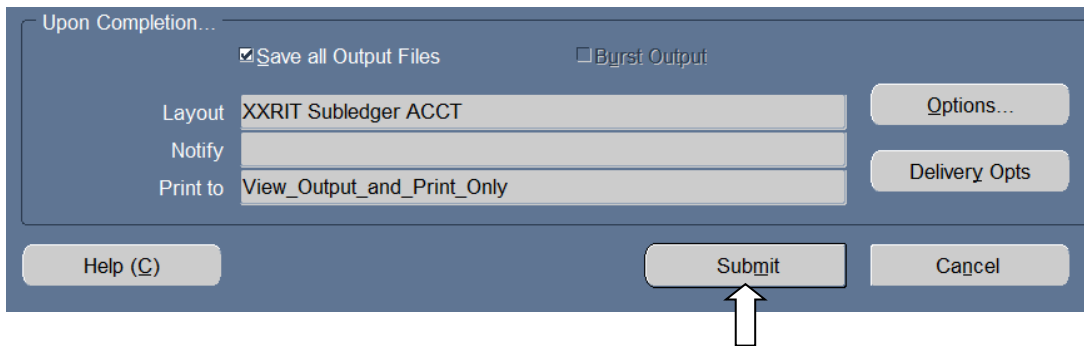 Upon Completion...
Save all Output Files Burst Output
Layout XXRIT Subledger ACCT Options...
Notify
Print to View_Output_and_Print_Only Delivery Opts
Help (C) Submit Cancel